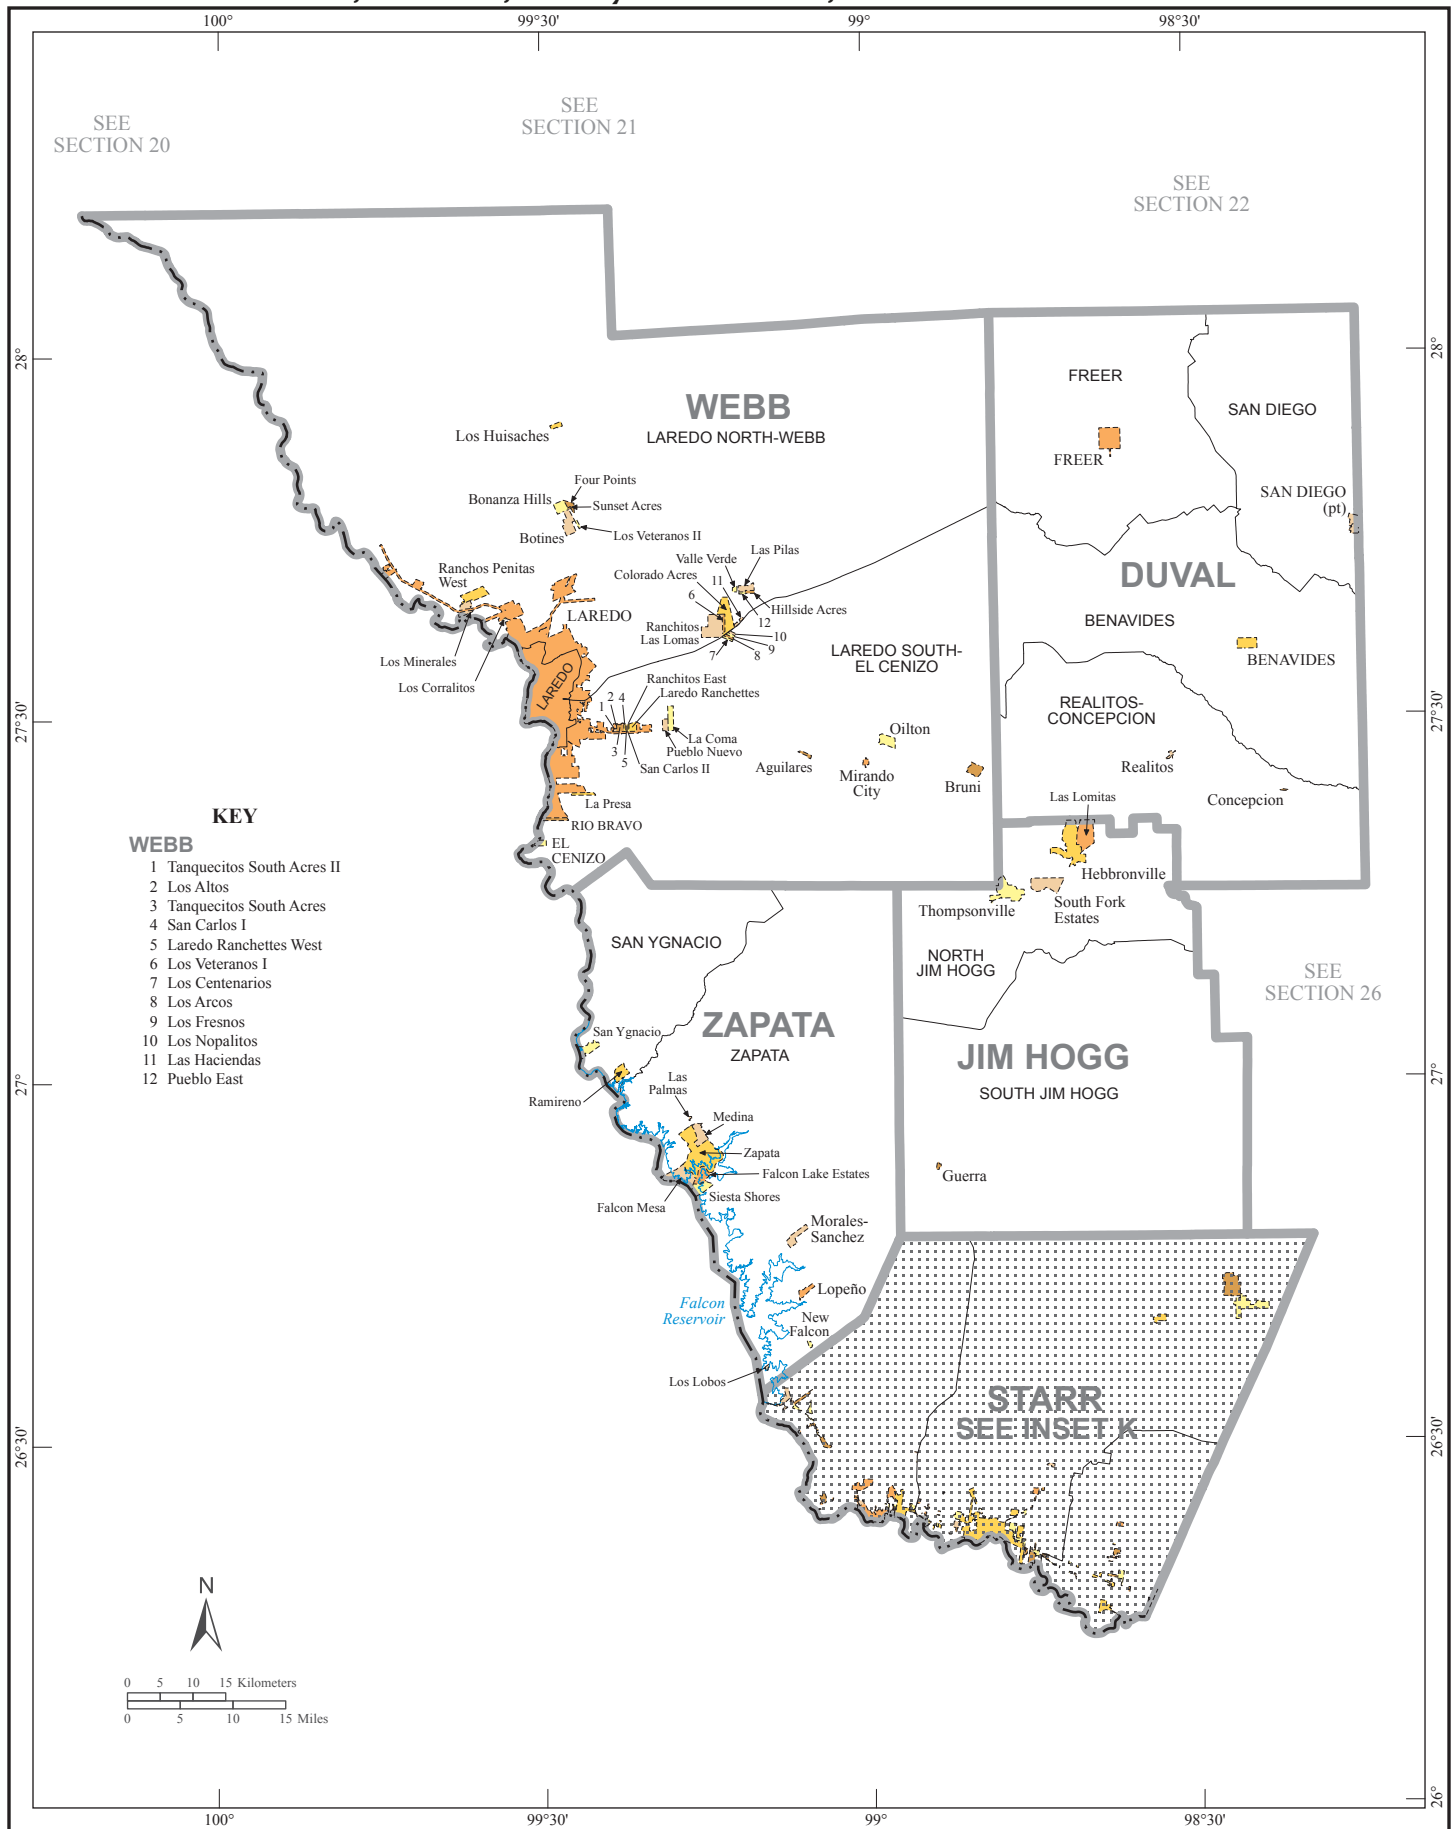 100°
99°30'
99°
98°30'
SEE
SECTION 20
SEE
SECTION 21
SEE
SECTION 22
28°
28°
WEBB
LAREDO NORTH-WEBB
FREER
SAN DIEGO
Los Huisaches
FREER
Four Points
Bonanza Hills
Sunset Acres
SAN DIEGO
(pt)
Botines
Los Veteranos II
Las Pilas
Valle Verde
Ranchos Penitas
West
Colorado Acres
11
DUVAL
6
Hillside Acres
LAREDO
12
BENAVIDES
Ranchitos
Las Lomas
10
9
8
7
LAREDO SOUTH-
EL CENIZO
BENAVIDES
Los Minerales
Los Corralitos
LAREDO
Ranchitos East
Laredo Ranchettes
2
4
1
REALITOS-
CONCEPCION
27°30'
27°30'
Oilton
La Coma
Pueblo Nuevo
3
5
San Carlos II
Aguilares
Mirando
City
Bruni
Realitos
Las Lomitas
Concepcion
La Presa
RIO BRAVO
EL
CENIZO
KEY
WEBB
1 Tanquecitos South Acres II
2 Los Altos
3 Tanquecitos South Acres
4 San Carlos I
5 Laredo Ranchettes West
6 Los Veteranos I
7 Los Centenarios
8 Los Arcos
9 Los Fresnos
10 Los Nopalitos
11 Las Haciendas
12 Pueblo East
Hebbronville
Thompsonville
South Fork
Estates
SAN YGNACIO
NORTH
JIM HOGG
SEE
SECTION 26
ZAPATA
ZAPATA
San Ygnacio
JIM HOGG
SOUTH JIM HOGG
27°
27°
Ramireno
Las
Palmas
Medina
Zapata
Falcon Lake Estates
Guerra
Siesta Shores
Falcon Mesa
Morales-
Sanchez
Lopeño
Falcon
Reservoir
New
Falcon
Los Lobos
STARR
SEE INSET K
26°30'
26°30'
N
0 5 10 15 Kilometers
0 5 10 15 Miles
26°
100°
99°30'
99°
98°30'